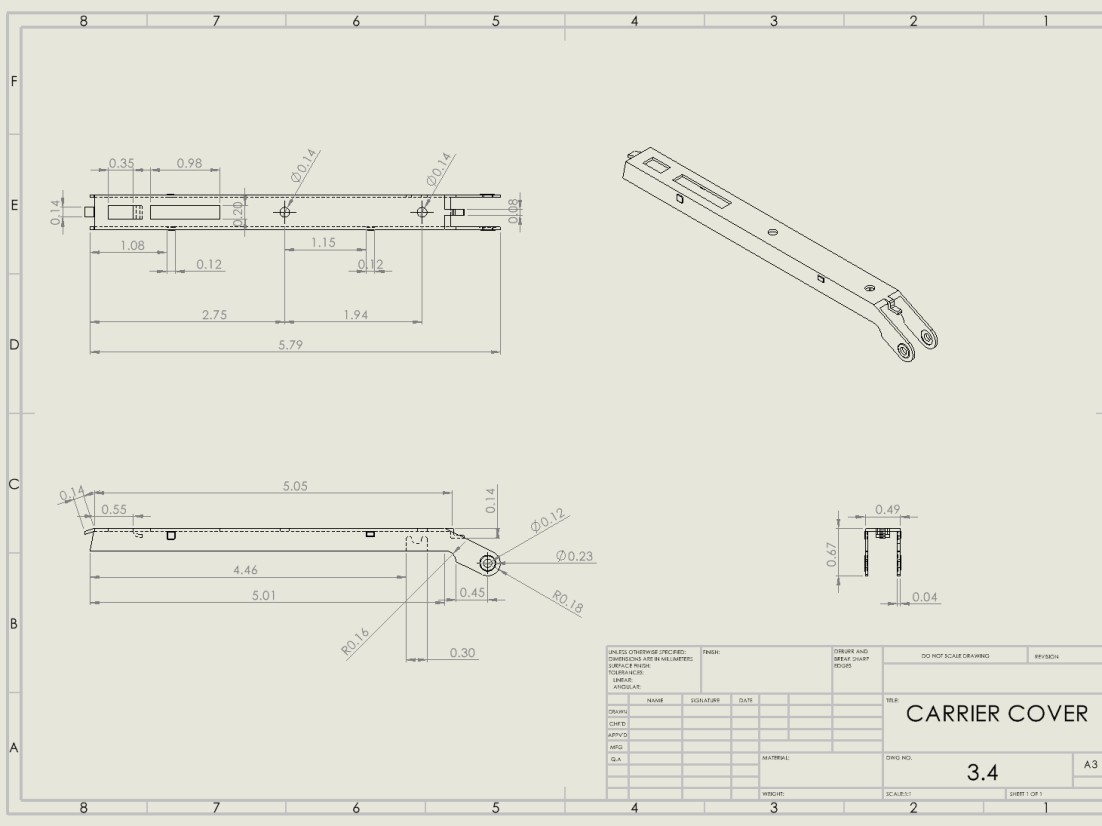 8 7 6 5 4 3 2 1
F
E
D
C
B
A
0.35 0.98 Ø0.14 Ø0.14
0.14 0.20 0.08
1.08 1.15
0.12 0.12
2.75 1.94
5.79
0.14 5.05 0.14
0.55 Ø0.12
Ø0.23
4.46
5.01 0.45 R0.18
R0.16 0.30
0.49
0.67
0.04
UNLESS OTHERWISE SPECIFIED:
DIMENSIONS ARE IN MILLIMETERS
SURFACE FINISH:
TOLERANCES:
LINEAR:
ANGULAR:
FINISH:
DEBURR AND
BREAK SHARP
EDGES
DO NOT SCALE DRAWING
REVISION
NAME SIGNATURE DATE
DRAWN
CHK'D
APPV'D
MFG
Q.A
MATERIAL:
WEIGHT:
TITLE:
CARRIER COVER
DWG NO.
3.4
A3
SCALE:1:1
SHEET 1 OF 1
8 7 6 5 4 3 2 1